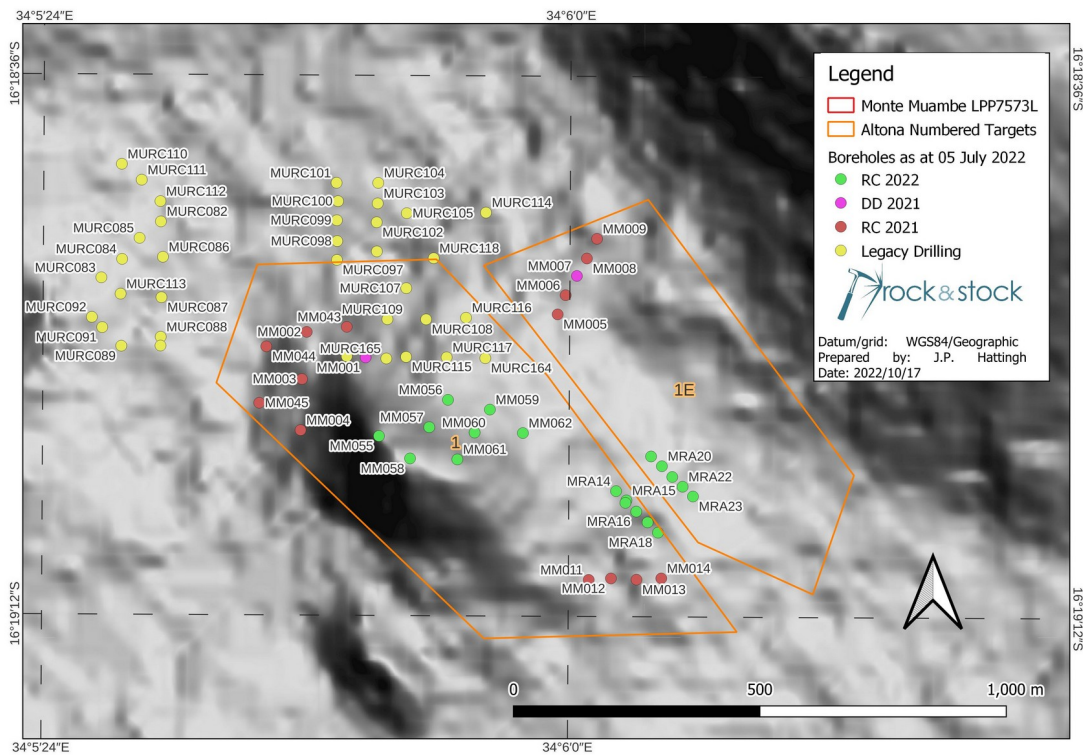 34°5'24"E
34°6'0"E
16°18'36"S
16°18'36"S
Legend
Monte Muambe LPP7573L
Altona Numbered Targets
Boreholes as at 05 July 2022
RC 2022
DD 2021
RC 2021
Legacy Drilling
rock&stock
Datum/grid: WGS84/Geographic
Prepared by: J.P. Hattingh
Date: 2022/10/17
MURC110
MURC111
MURC112
MURC082
MURC085
MURC084
MURC086
MURC083
MURC113
MURC092
MURC087
MURC091
MURC088
MURC089
MURC101
MURC104
MURC100
MURC103
MURC099
MURC105
MURC114
MURC102
MURC098
MURC118
MURC097
MURC107
MURC109
MURC116
MURC108
MURC165
MURC115
MURC117
MURC164
MM009
MM007
MM008
MM006
MM005
MM043
MM002
MM044
MM001
MM003
MM045
MM004
MM056
MM059
MM057
MM060
MM062
MM055
1
MM061
MM058
1E
MRA20
MRA22
MRA14
MRA15
MRA23
MRA16
MRA18
MM011
MM014
MM012
MM013
16°19'12"S
16°19'12"S
0
500
1,000 m
34°5'24"E
34°6'0"E